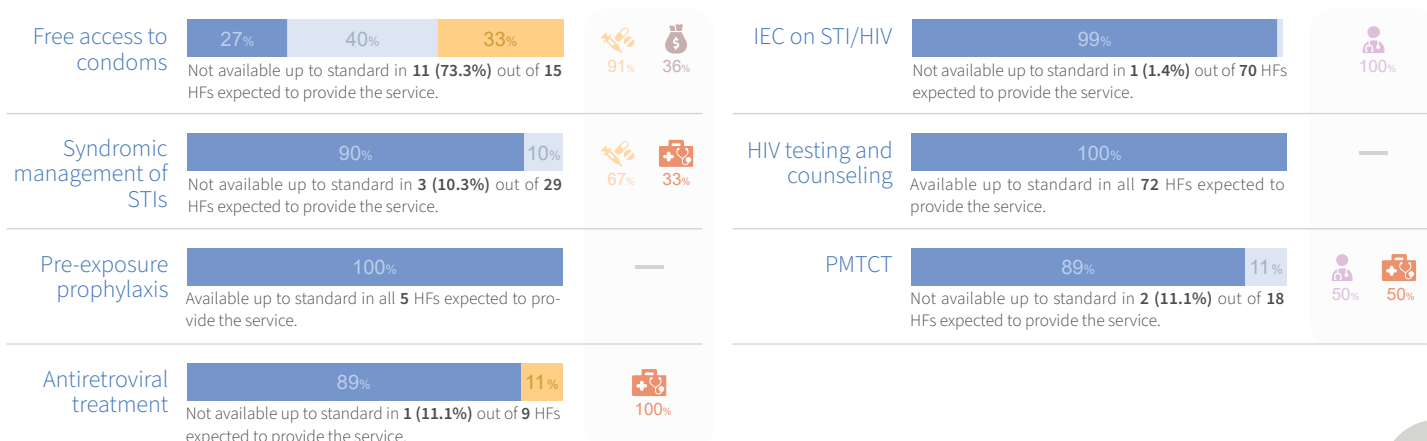 Free access to
condoms
27%
40%
33%
Not available up to standard in 11 (73.3%) out of 15
HFs expected to provide the service.
91%
36%
Syndromic
management of
STIs
90%
10%
Not available up to standard in 3 (10.3%) out of 29
HFs expected to provide the service.
67%
33%
Pre-exposure
prophylaxis
100%
Available up to standard in all 5 HFs expected to pro-
vide the service.
Antiretroviral
treatment
89%
11%
Not available up to standard in 1 (11.1%) out of 9 HFs
expected to provide the service.
100%
IEC on STI/HIV
99%
Not available up to standard in 1 (1.4%) out of 70 HFs
expected to provide the service.
100%
HIV testing and
counseling
100%
Available up to standard in all 72 HFs expected to
provide the service.
PMTCT
89%
11%
Not available up to standard in 2 (11.1%) out of 18
HFs expected to provide the service.
50%
50%